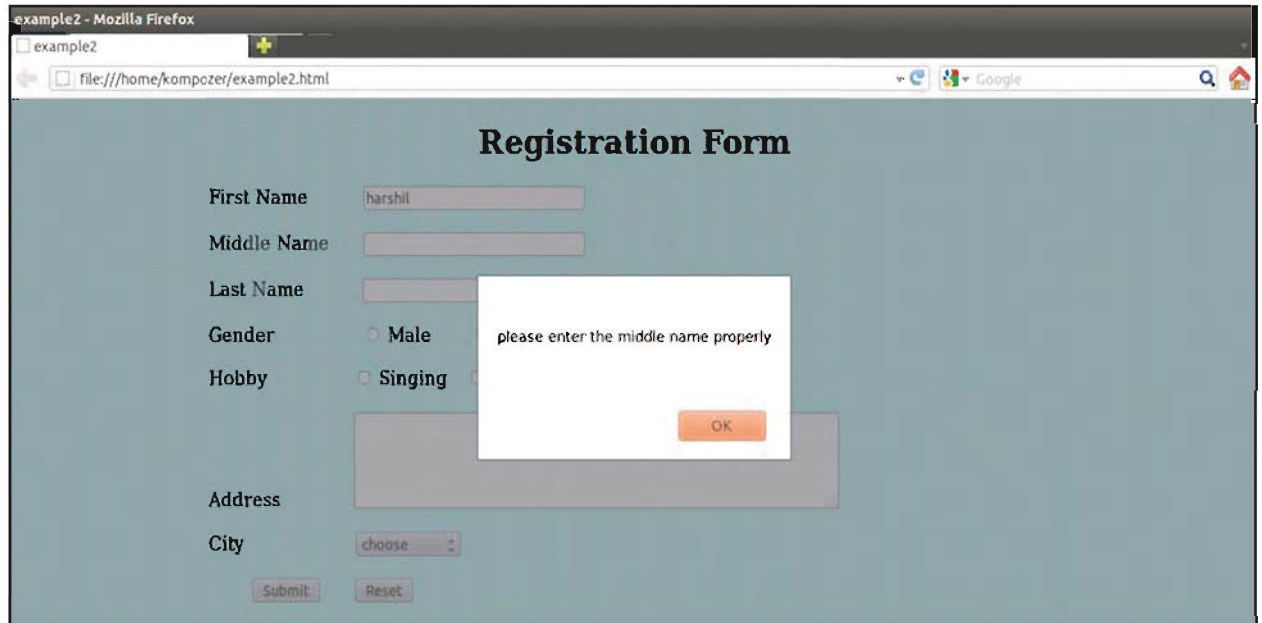 example2 - Mozilla Firefox
example2
file:///home/kompozer/example2.html
Google
Registration Form
First Name harshil
Middle Name
Last Name
Gender Male
Hobby Singing
please enter the middle name properly
OK
Address
City choose
Submit Reset